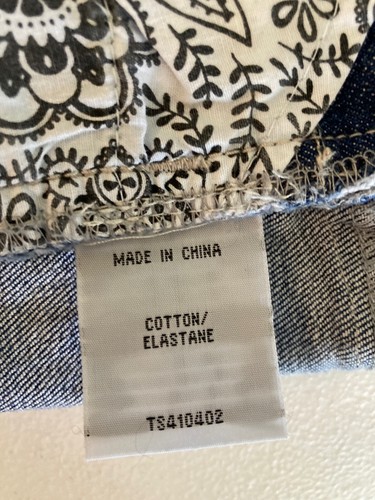 MADE IN CHINA
COTTON/
ELASTANE
TS410402